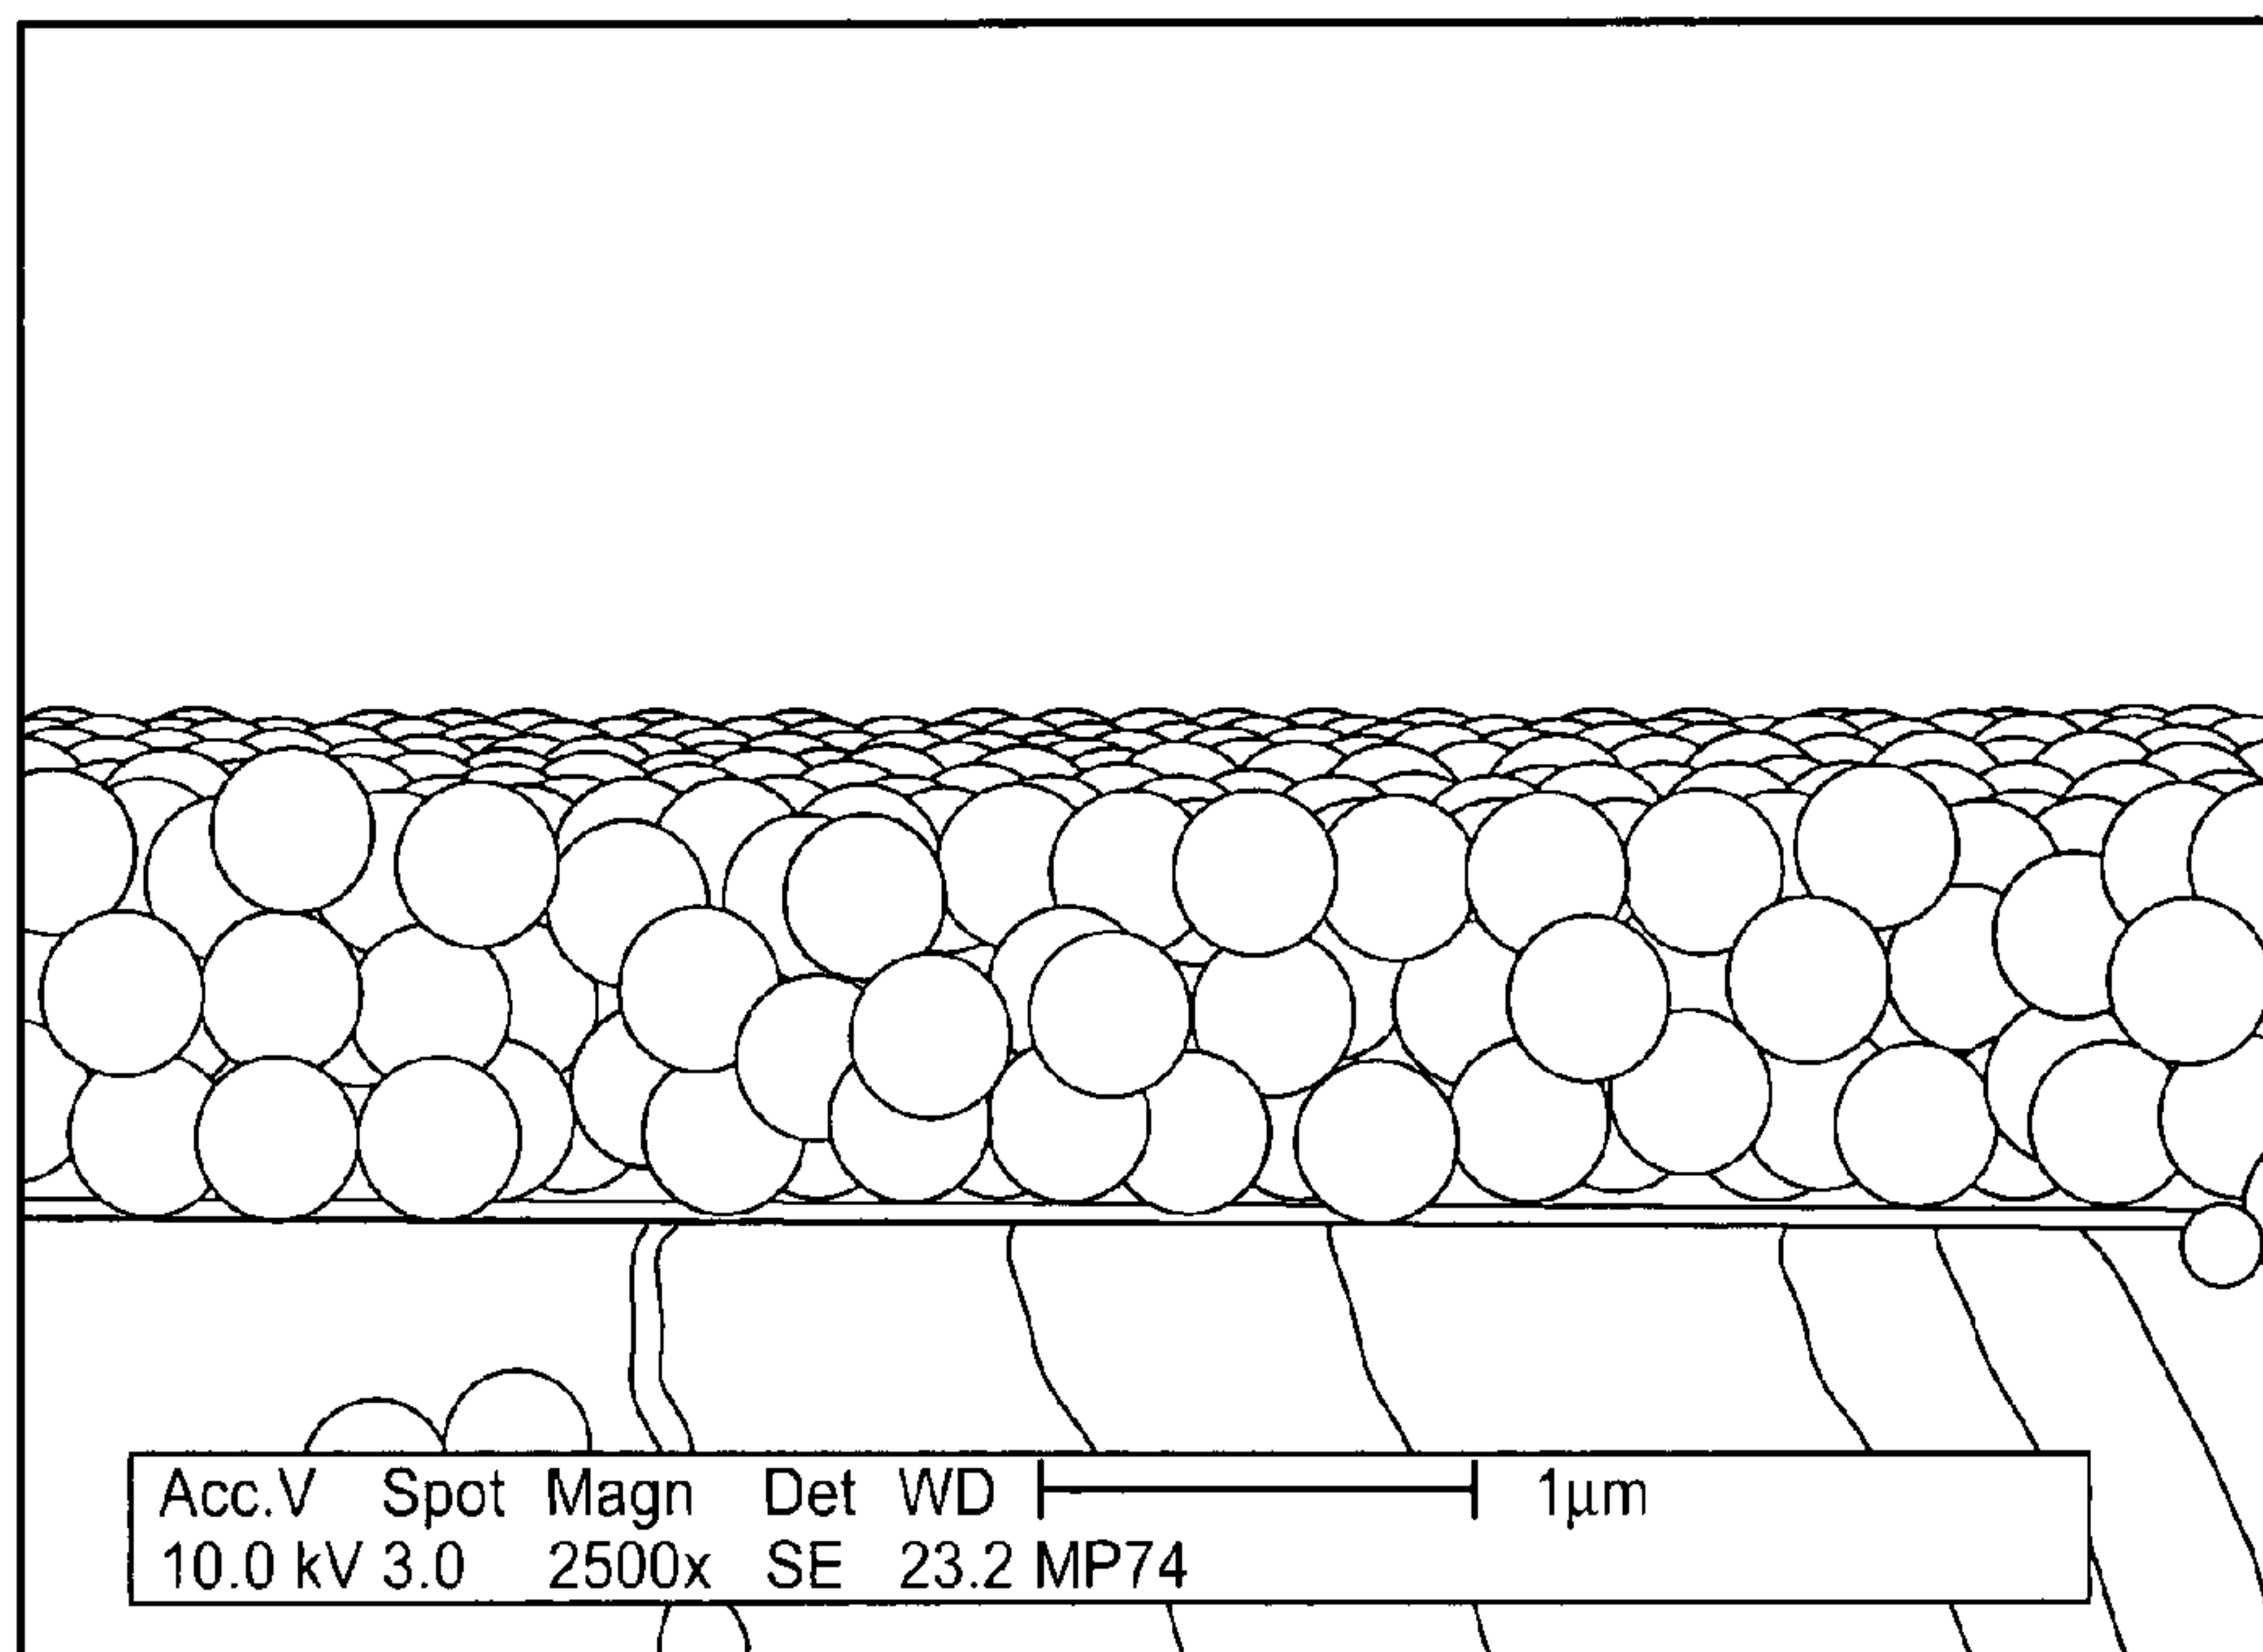 Acc.V Spot Magn Det WD 1μm
10.0 kV 3.0 2500x SE 23.2 MP74